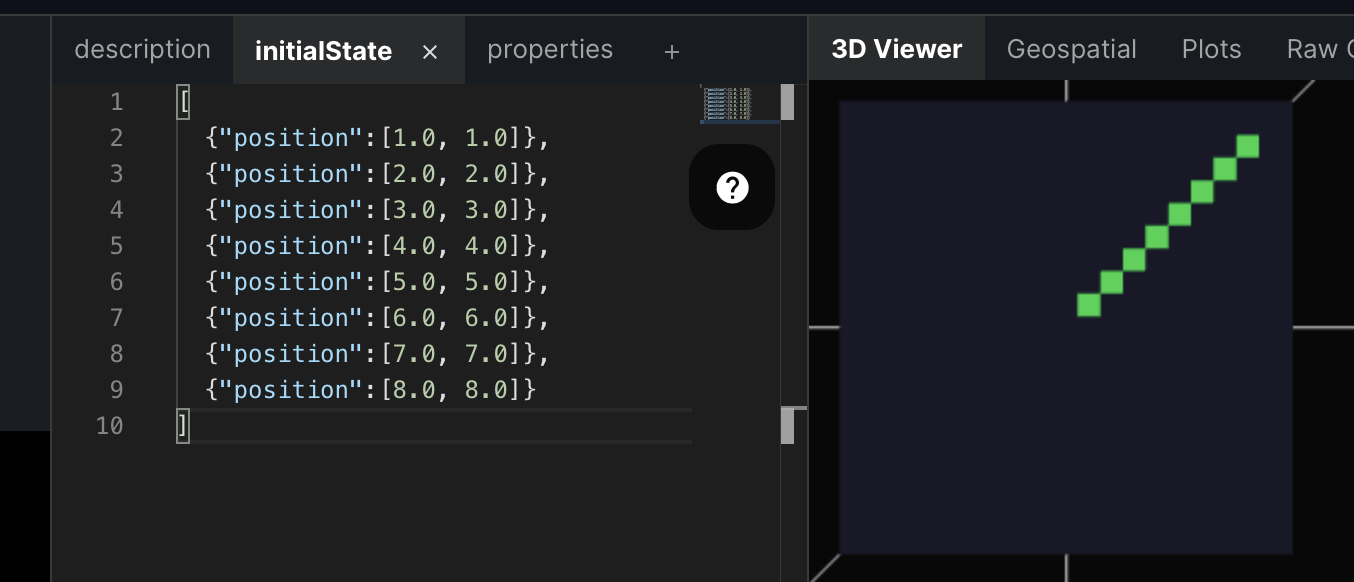 description initialState × properties +
3D Viewer Geospatial Plots Raw
1 [
2 {"position":[1.0, 1.0]},
3 {"position":[2.0, 2.0]},
4 {"position":[3.0, 3.0]},
5 {"position":[4.0, 4.0]},
6 {"position":[5.0, 5.0]},
7 {"position":[6.0, 6.0]},
8 {"position":[7.0, 7.0]},
9 {"position":[8.0, 8.0]}
10 ]
?